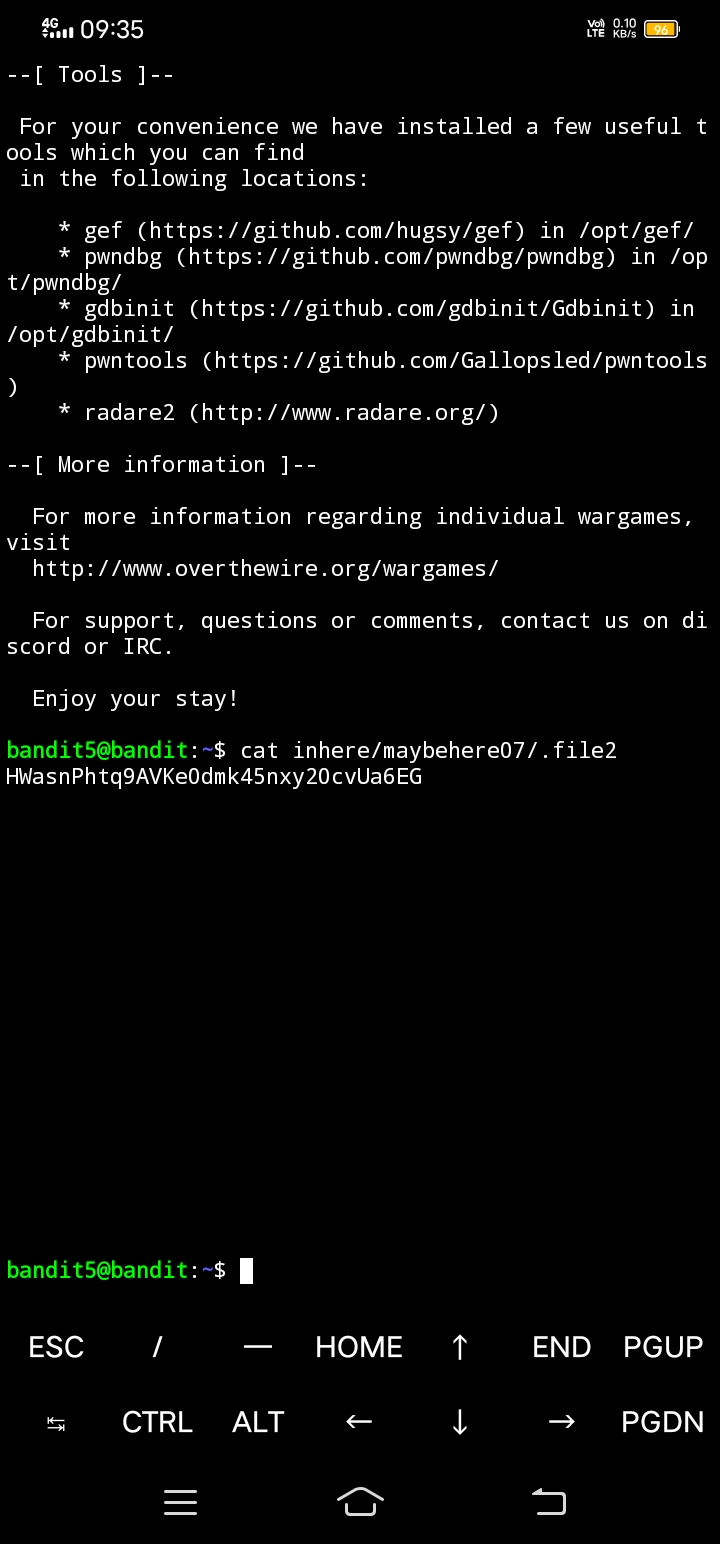 4G 09:35 Vo) LTE 0.10 KB/s 96
--[ Tools ]--
For your convenience we have installed a few useful t
ools which you can find
in the following locations:
* gef (https://github.com/hugsy/gef) in /opt/gef/
* pwndbg (https://github.com/pwndbg/pwndbg) in /op
t/pwndbg/
* gdbinit (https://github.com/gdbinit/Gdbinit) in
/opt/gdbinit/
* pwntools (https://github.com/Gallopsled/pwntools
)
* radare2 (http://www.radare.org/)
--[ More information ]--
For more information regarding individual wargames,
visit
http://www.overthewire.org/wargames/
For support, questions or comments, contact us on di
scord or IRC.
Enjoy your stay!
bandit5@bandit:~$ cat inhere/maybehere07/.file2
HWasnPhtq9AVKe0dmk45nxy20cvUa6EG
bandit5@bandit:~$
ESC / — HOME ↑ END PGUP
↹ CTRL ALT ← ↓ → PGDN